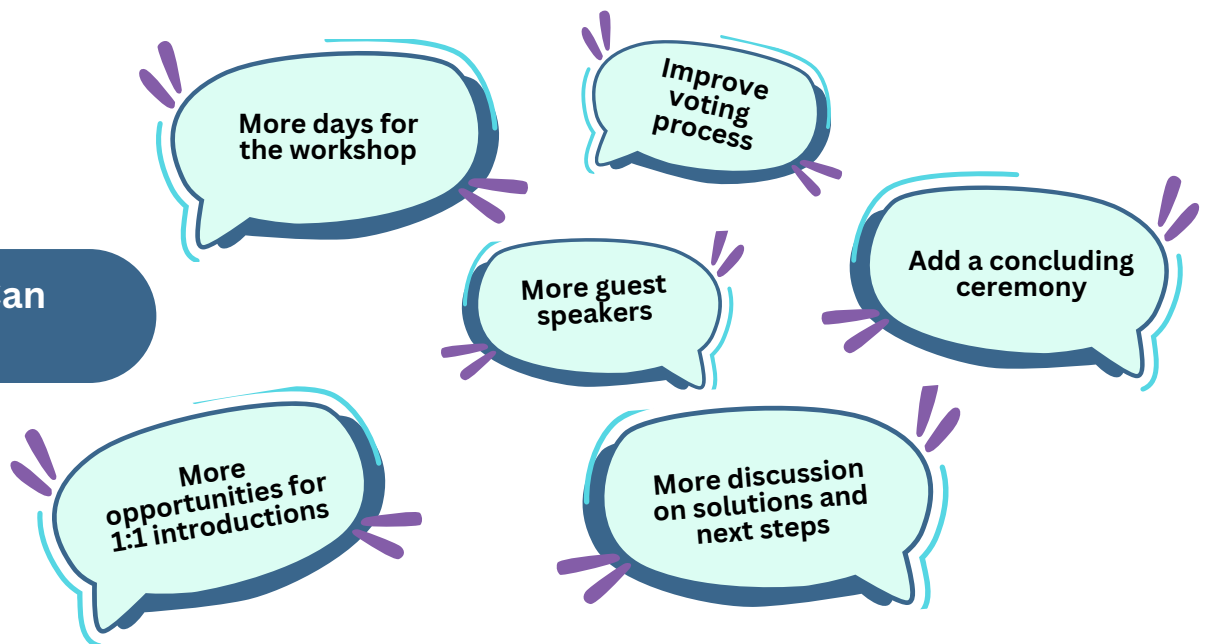 More days for
the workshop
Improve
voting
process
Add a concluding
ceremony
More guest
speakers
More
opportunities for
1:1 introductions
More discussion
on solutions and
next steps